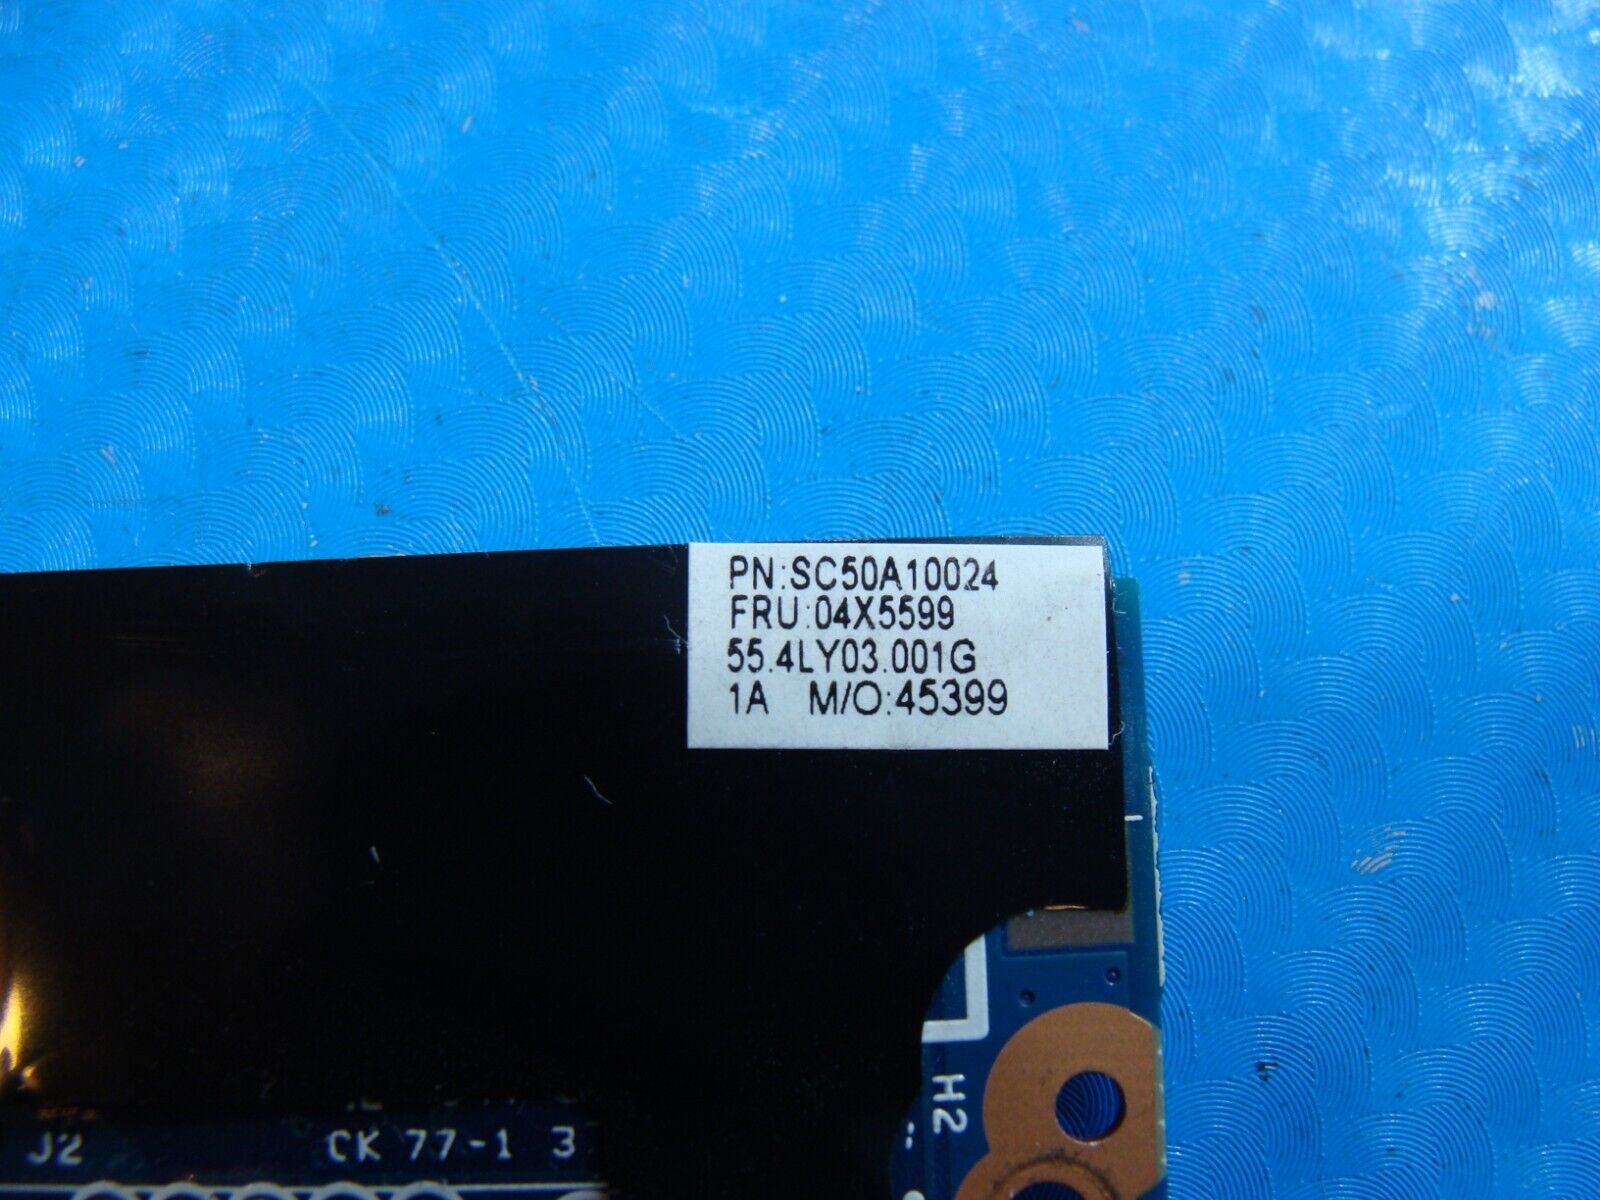 PN:SC50A10024
FRU:04X5599
55.4LY03.001G
1A M/O:45399
H2
J2
CK 77-1 3